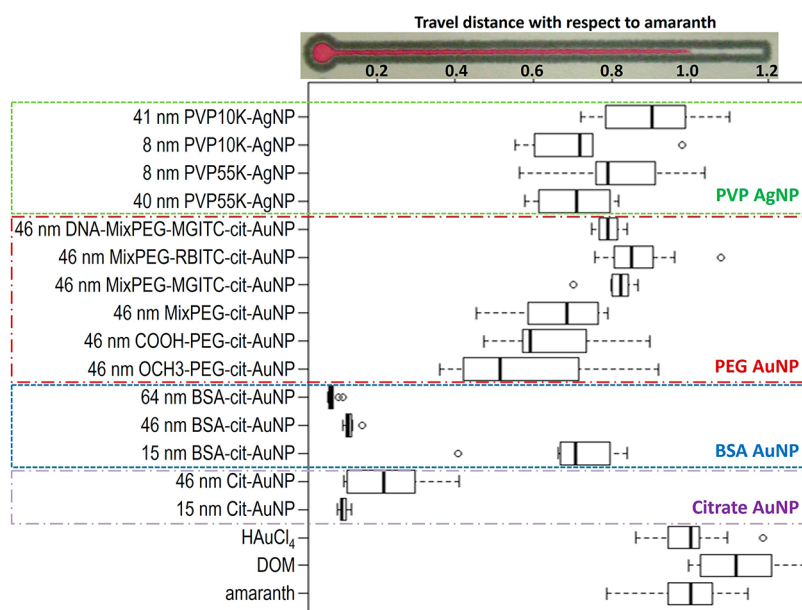 Travel distance with respect to amaranth
0.2 0.4 0.6 0.8 1.0 1.2
41 nm PVP10K-AgNP
8 nm PVP10K-AgNP
8 nm PVP55K-AgNP
40 nm PVP55K-AgNP
PVP AgNP
46 nm DNA-MixPEG-MGITC-cit-AuNP
46 nm MixPEG-RBITC-cit-AuNP
46 nm MixPEG-MGITC-cit-AuNP
46 nm MixPEG-cit-AuNP
46 nm COOH-PEG-cit-AuNP
46 nm OCH3-PEG-cit-AuNP
PEG AuNP
64 nm BSA-cit-AuNP
46 nm BSA-cit-AuNP
15 nm BSA-cit-AuNP
BSA AuNP
46 nm Cit-AuNP
15 nm Cit-AuNP
Citrate AuNP
HAuCl₄
DOM
amaranth